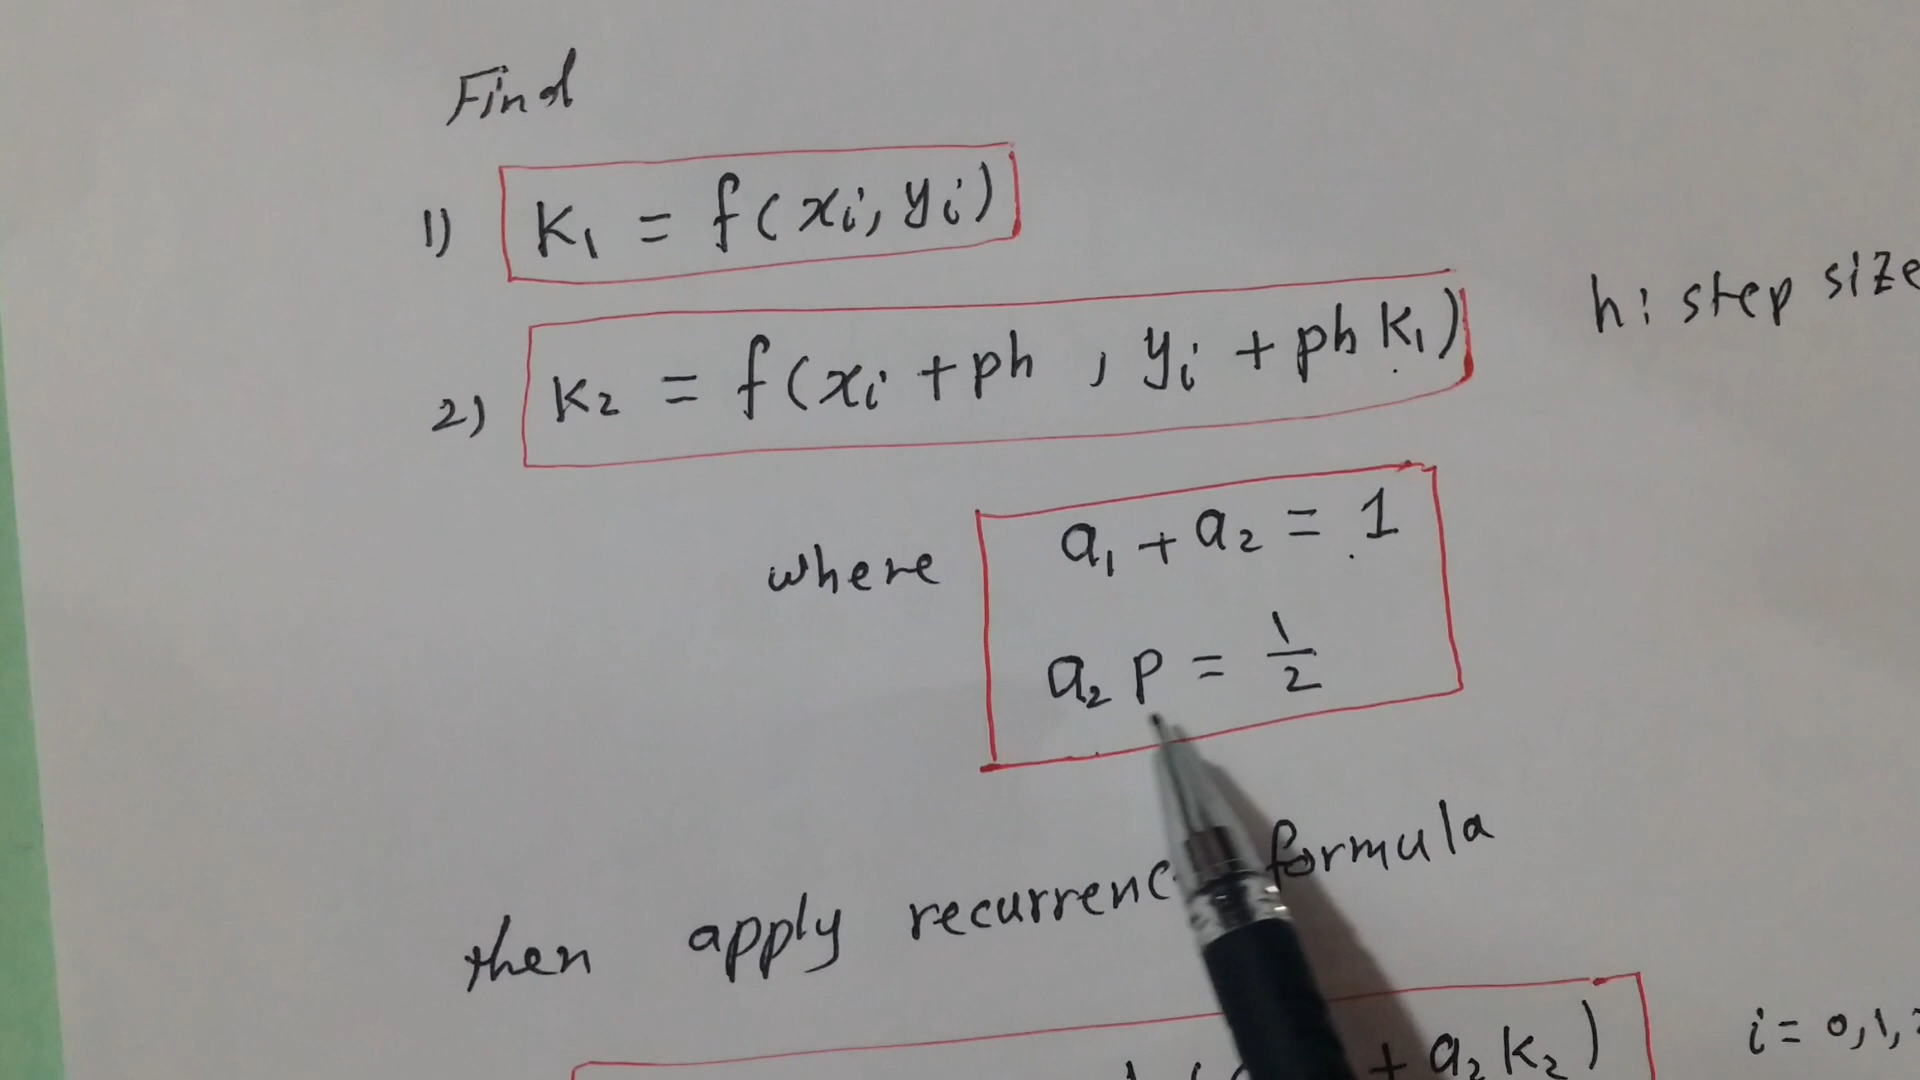 Find
1) K₁ = f(xᵢ, yᵢ)
2) K₂ = f(xᵢ + ph , yᵢ + ph K₁)
h: step size
where a₁ + a₂ = 1
a₂ p = 1/2
then apply formula
+ a₂ K₂)
i = 0, 1,